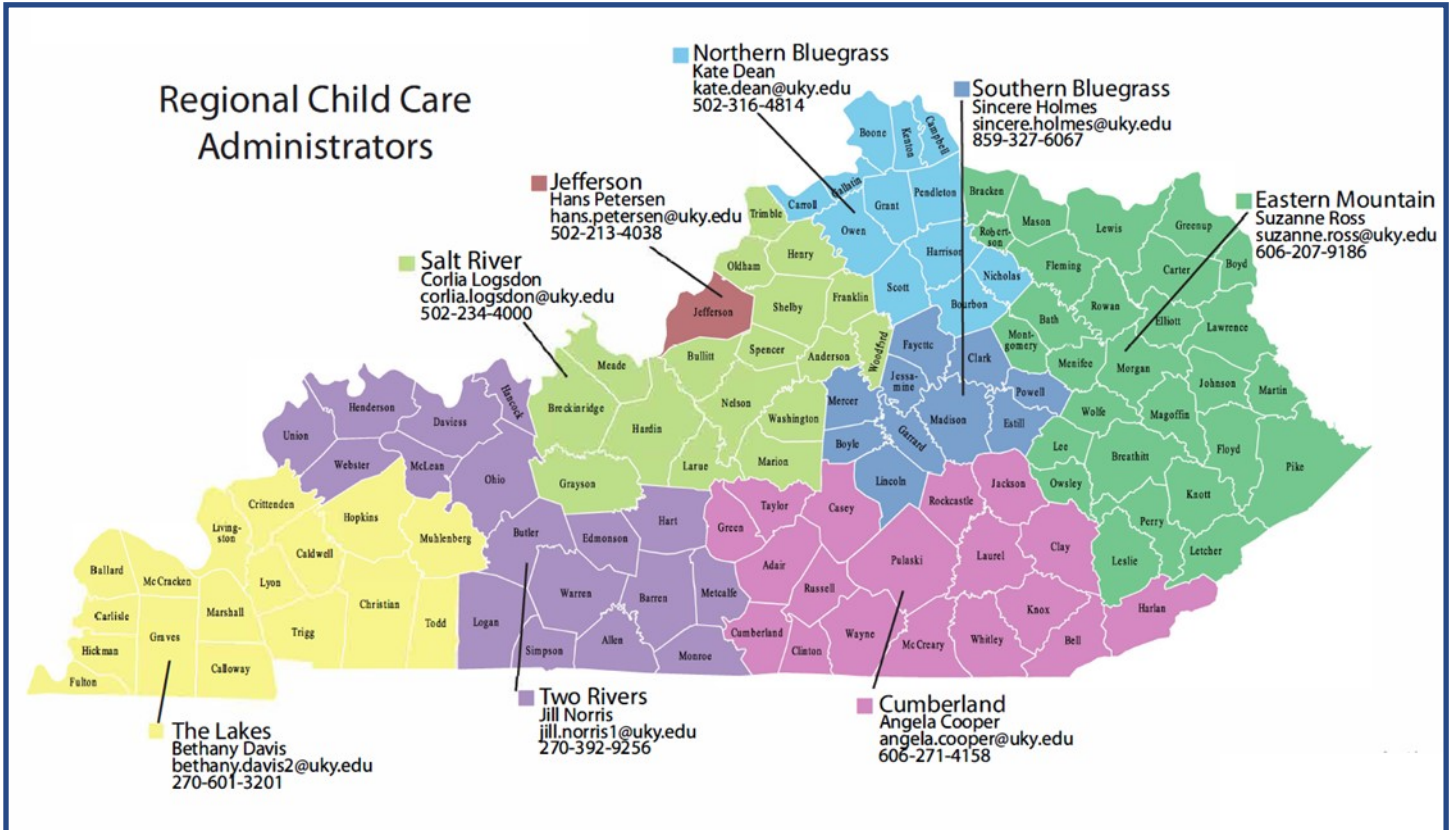 Regional Child Care
Administrators
Northern Bluegrass
Kate Dean
kate.dean@uky.edu
502-316-4814
Southern Bluegrass
Sincere Holmes
sincere.holmes@uky.edu
859-327-6067
Jefferson
Hans Petersen
hans.petersen@uky.edu
502-213-4038
Eastern Mountain
Suzanne Ross
suzanne.ross@uky.edu
606-207-9186
Salt River
Corlia Logsdon
corlia.logsdon@uky.edu
502-234-4000
Boone
Kenton
Campbell
Carroll
Gallatin
Grant
Pendleton
Owen
Harrison
Nicholas
Scott
Bourbon
Bracken
Mason
Robert-
son
Lewis
Greenup
Fleming
Carter
Boyd
Rowan
Bath
Elliott
Lawrence
Mont-
gomery
Menifee
Morgan
Johnson
Martin
Wolfe
Magoffin
Lee
Breathitt
Floyd
Pike
Owsley
Knott
Perry
Leslie
Letcher
Trimble
Henry
Oldham
Shelby
Franklin
Jefferson
Woodford
Spencer
Anderson
Bullitt
Meade
Nelson
Washington
Breckinridge
Hardin
Larue
Marion
Grayson
Fayette
Clark
Jessa-
mine
Powell
Mercer
Madison
Estill
Garrard
Boyle
Lincoln
Hancock
Henderson
Daviess
Union
Webster
McLean
Ohio
Butler
Edmonson
Hart
Warren
Barren
Metcalfe
Logan
Simpson
Allen
Monroe
Crittenden
Living-
ston
Hopkins
Caldwell
Muhlenberg
Ballard
McCracken
Lyon
Carlisle
Marshall
Christian
Graves
Trigg
Todd
Hickman
Calloway
Fulton
Green
Taylor
Casey
Rockcastle
Jackson
Adair
Russell
Pulaski
Laurel
Clay
Cumberland
Clinton
Wayne
McCreary
Whitley
Knox
Bell
Harlan
The Lakes
Bethany Davis
bethany.davis2@uky.edu
270-601-3201
Two Rivers
Jill Norris
jill.norris1@uky.edu
270-392-9256
Cumberland
Angela Cooper
angela.cooper@uky.edu
606-271-4158